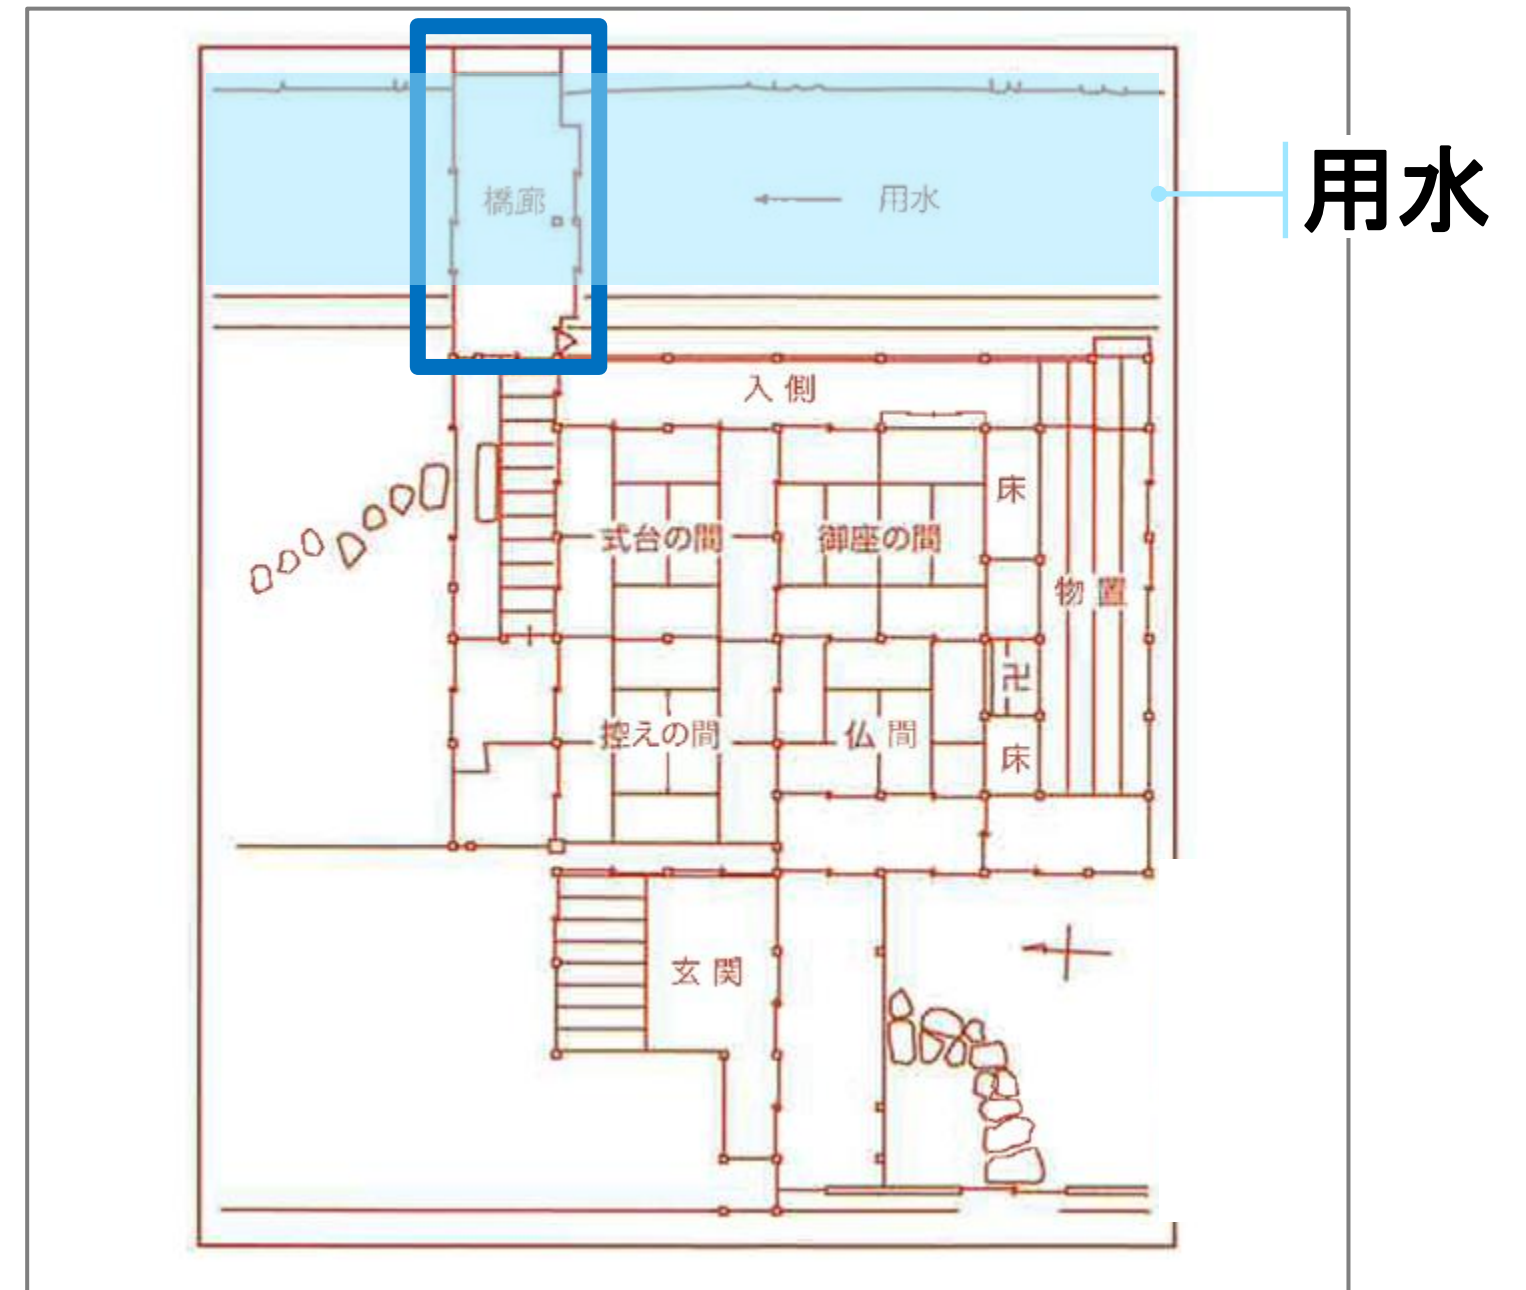 用水
橋廊
用水
入側
床
式台の間
御座の間
物置
卍
控えの間
仏間
床
玄関